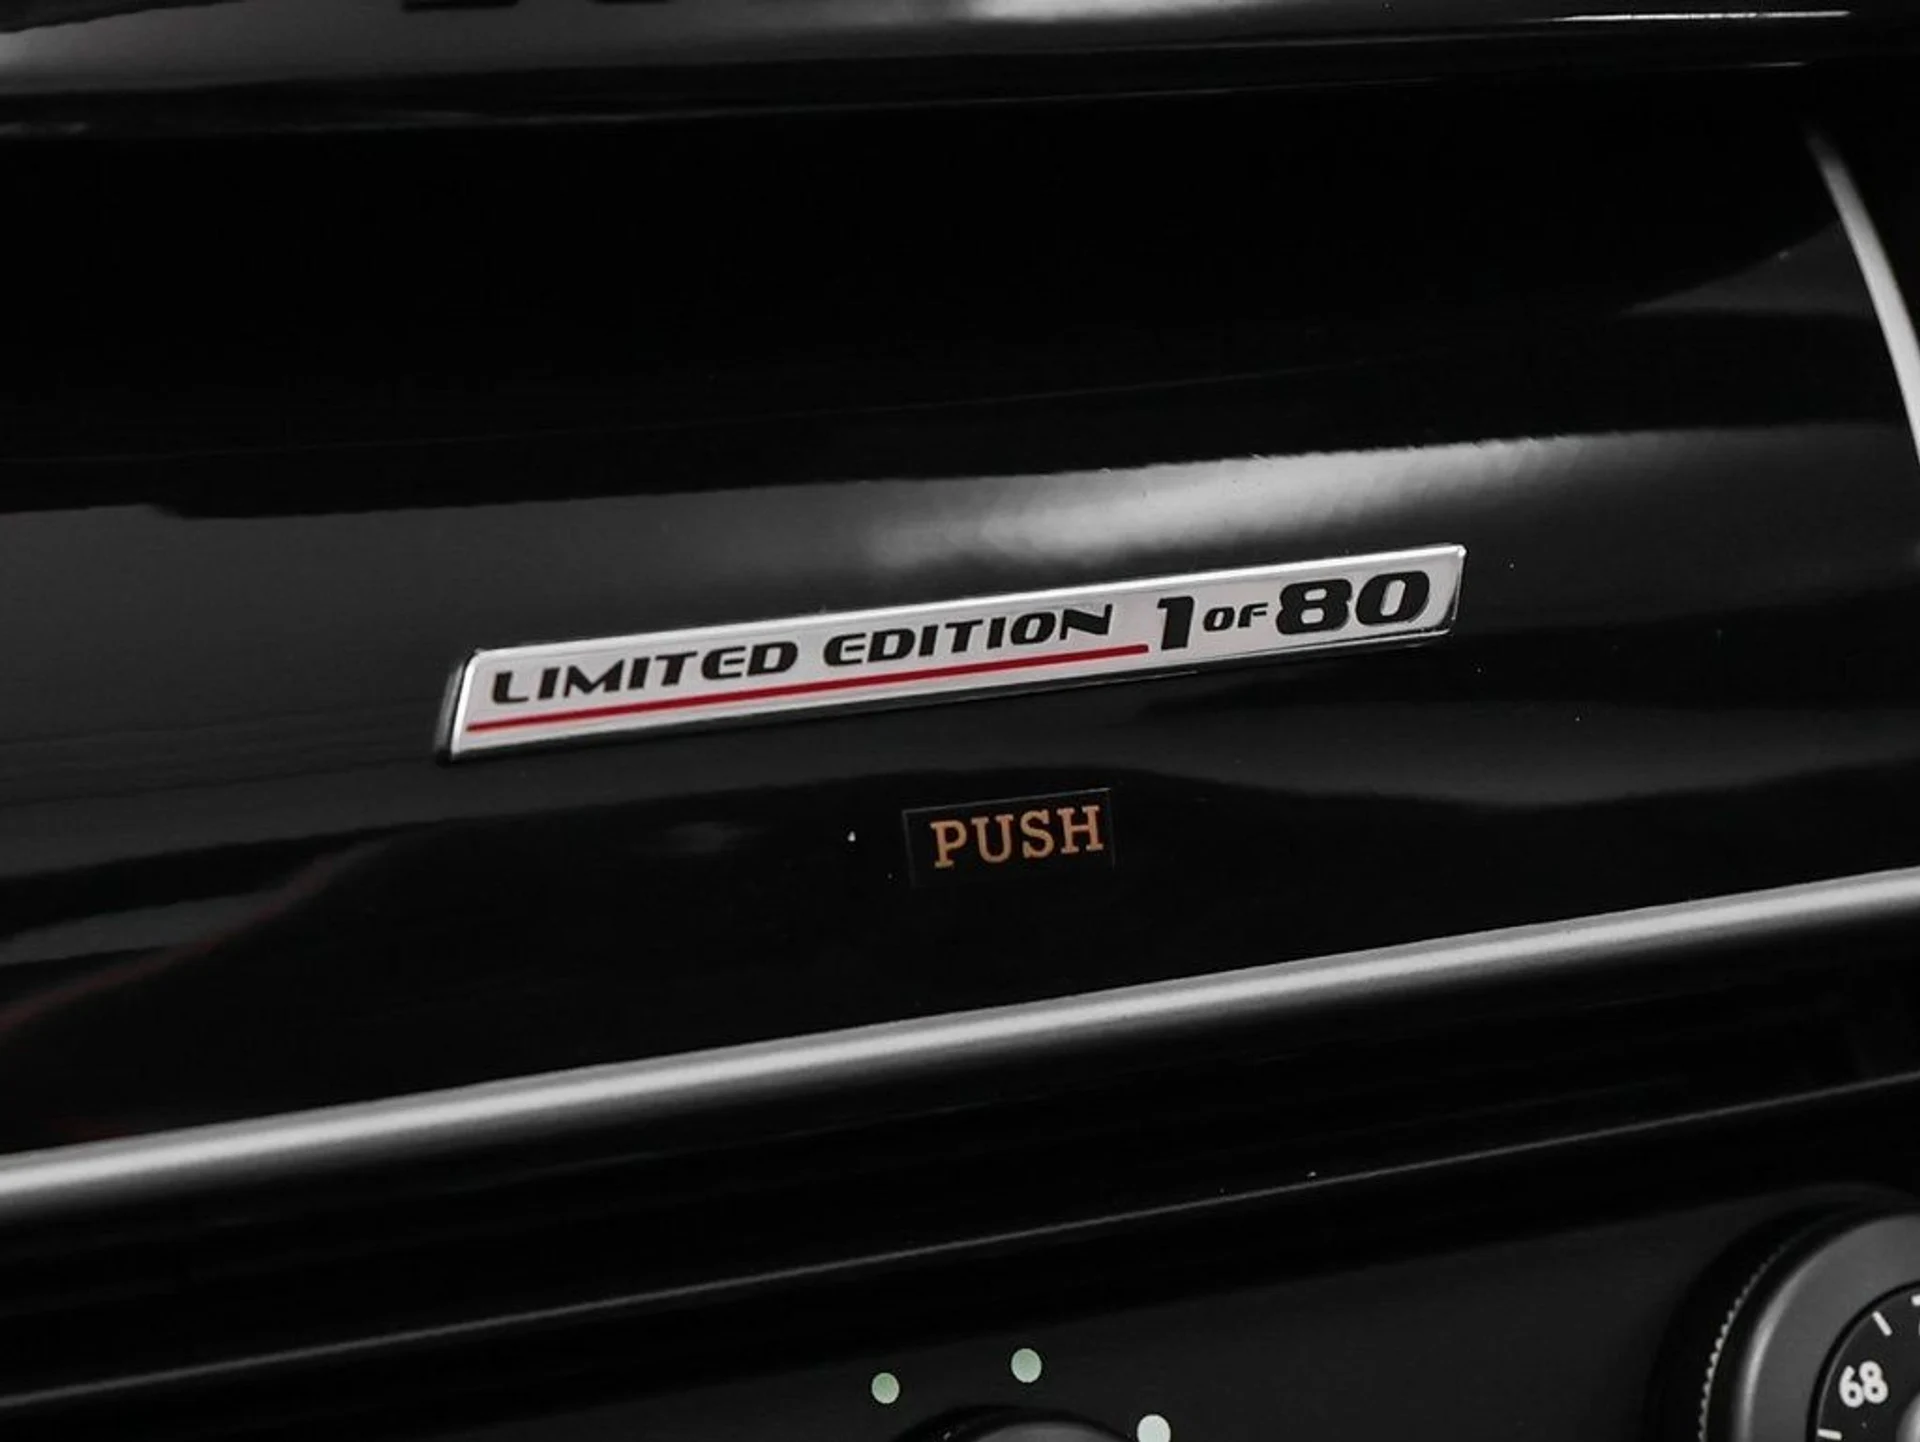 LIMITED EDITION 1 OF 80
PUSH
68